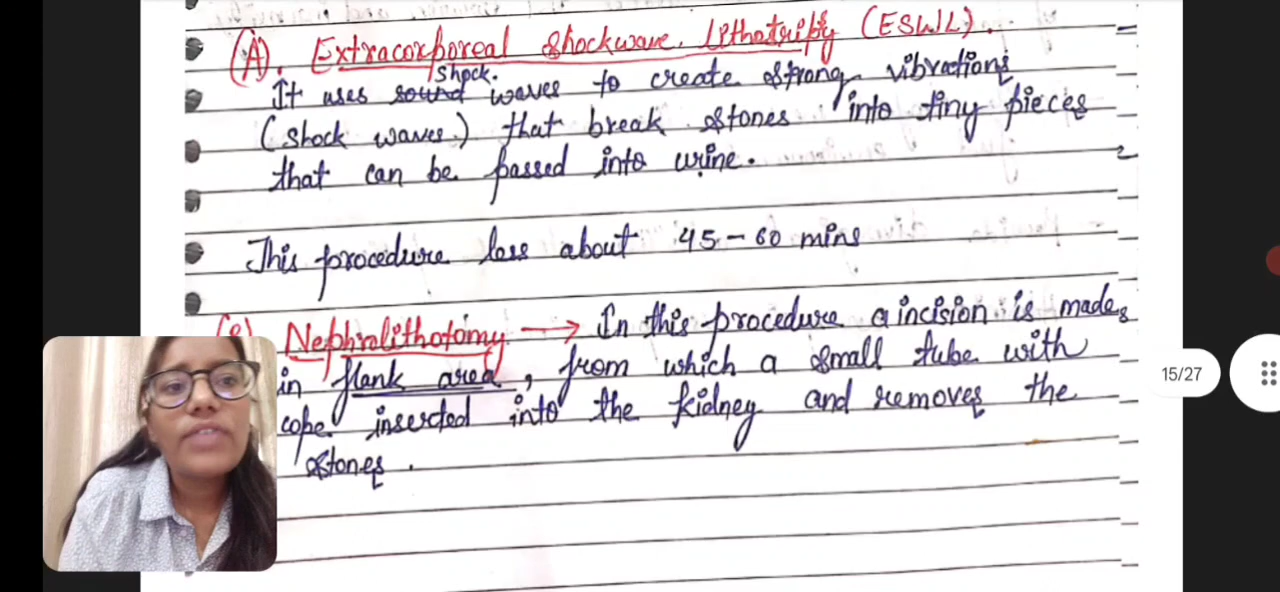 (A). Extracorporeal Shockwave. Lithotripy (ESWL).
shock.
It uses sound waves to create strong vibrations
(Shock waves.) that break stones into tiny pieces
that can be passed into urine.
This procedure less about 45-60 mins
Nephrolithotomy → In this procedure a incision is made
in flank area, from which a small tube with
cope inserted into the kidney and removes the
stones.
15/27